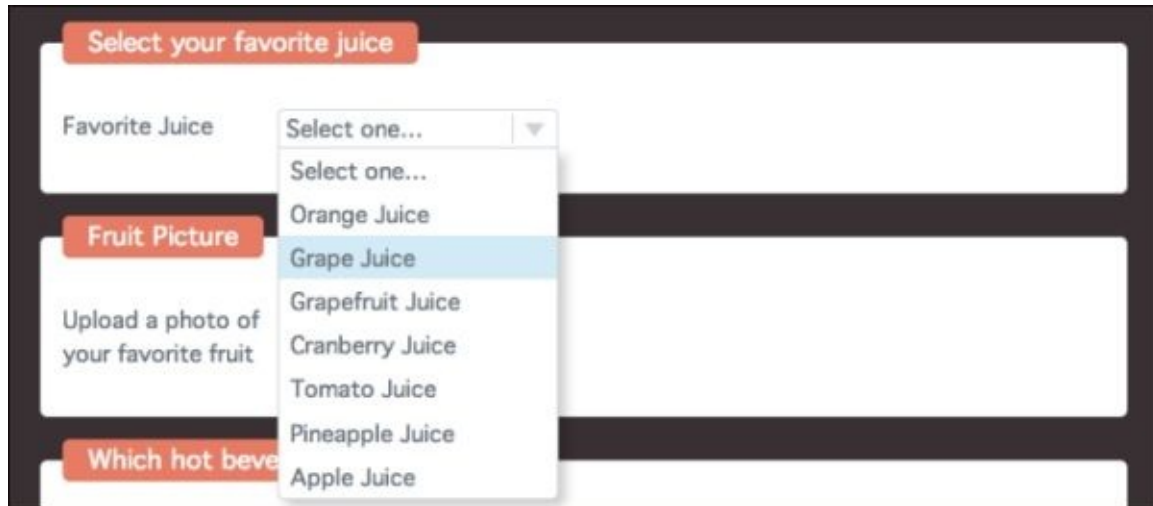 Select your favorite juice
Favorite Juice
Select one...
Select one...
Orange Juice
Grape Juice
Grapefruit Juice
Cranberry Juice
Tomato Juice
Pineapple Juice
Apple Juice
Fruit Picture
Upload a photo of
your favorite fruit
Which hot beve